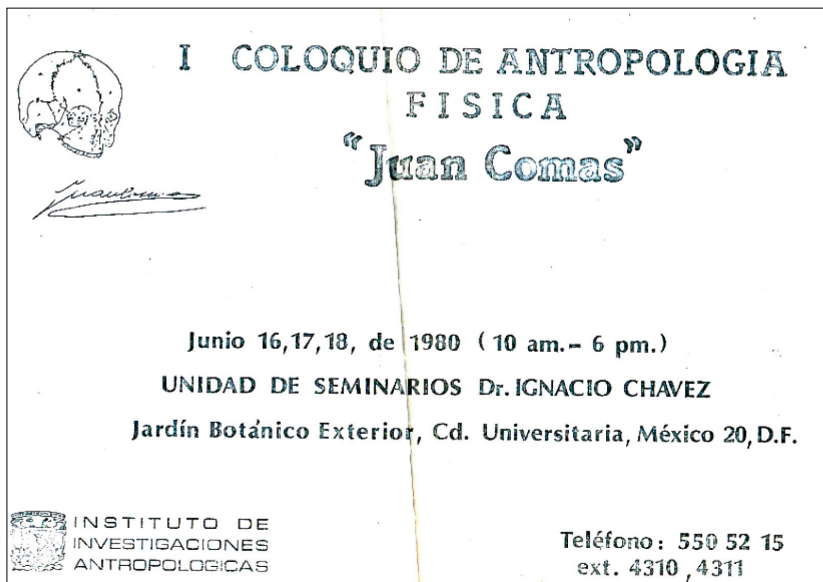 I COLOQUIO DE ANTROPOLOGIA
FISICA
"Juan Comas"
Juan Comas
Junio 16,17,18, de 1980 (10 am.- 6 pm.)
UNIDAD DE SEMINARIOS Dr. IGNACIO CHAVEZ
Jardín Botánico Exterior, Cd. Universitaria, México 20, D.F.
INSTITUTO DE
INVESTIGACIONES
ANTROPOLOGICAS
Teléfono: 550 52 15
ext. 4310, 4311